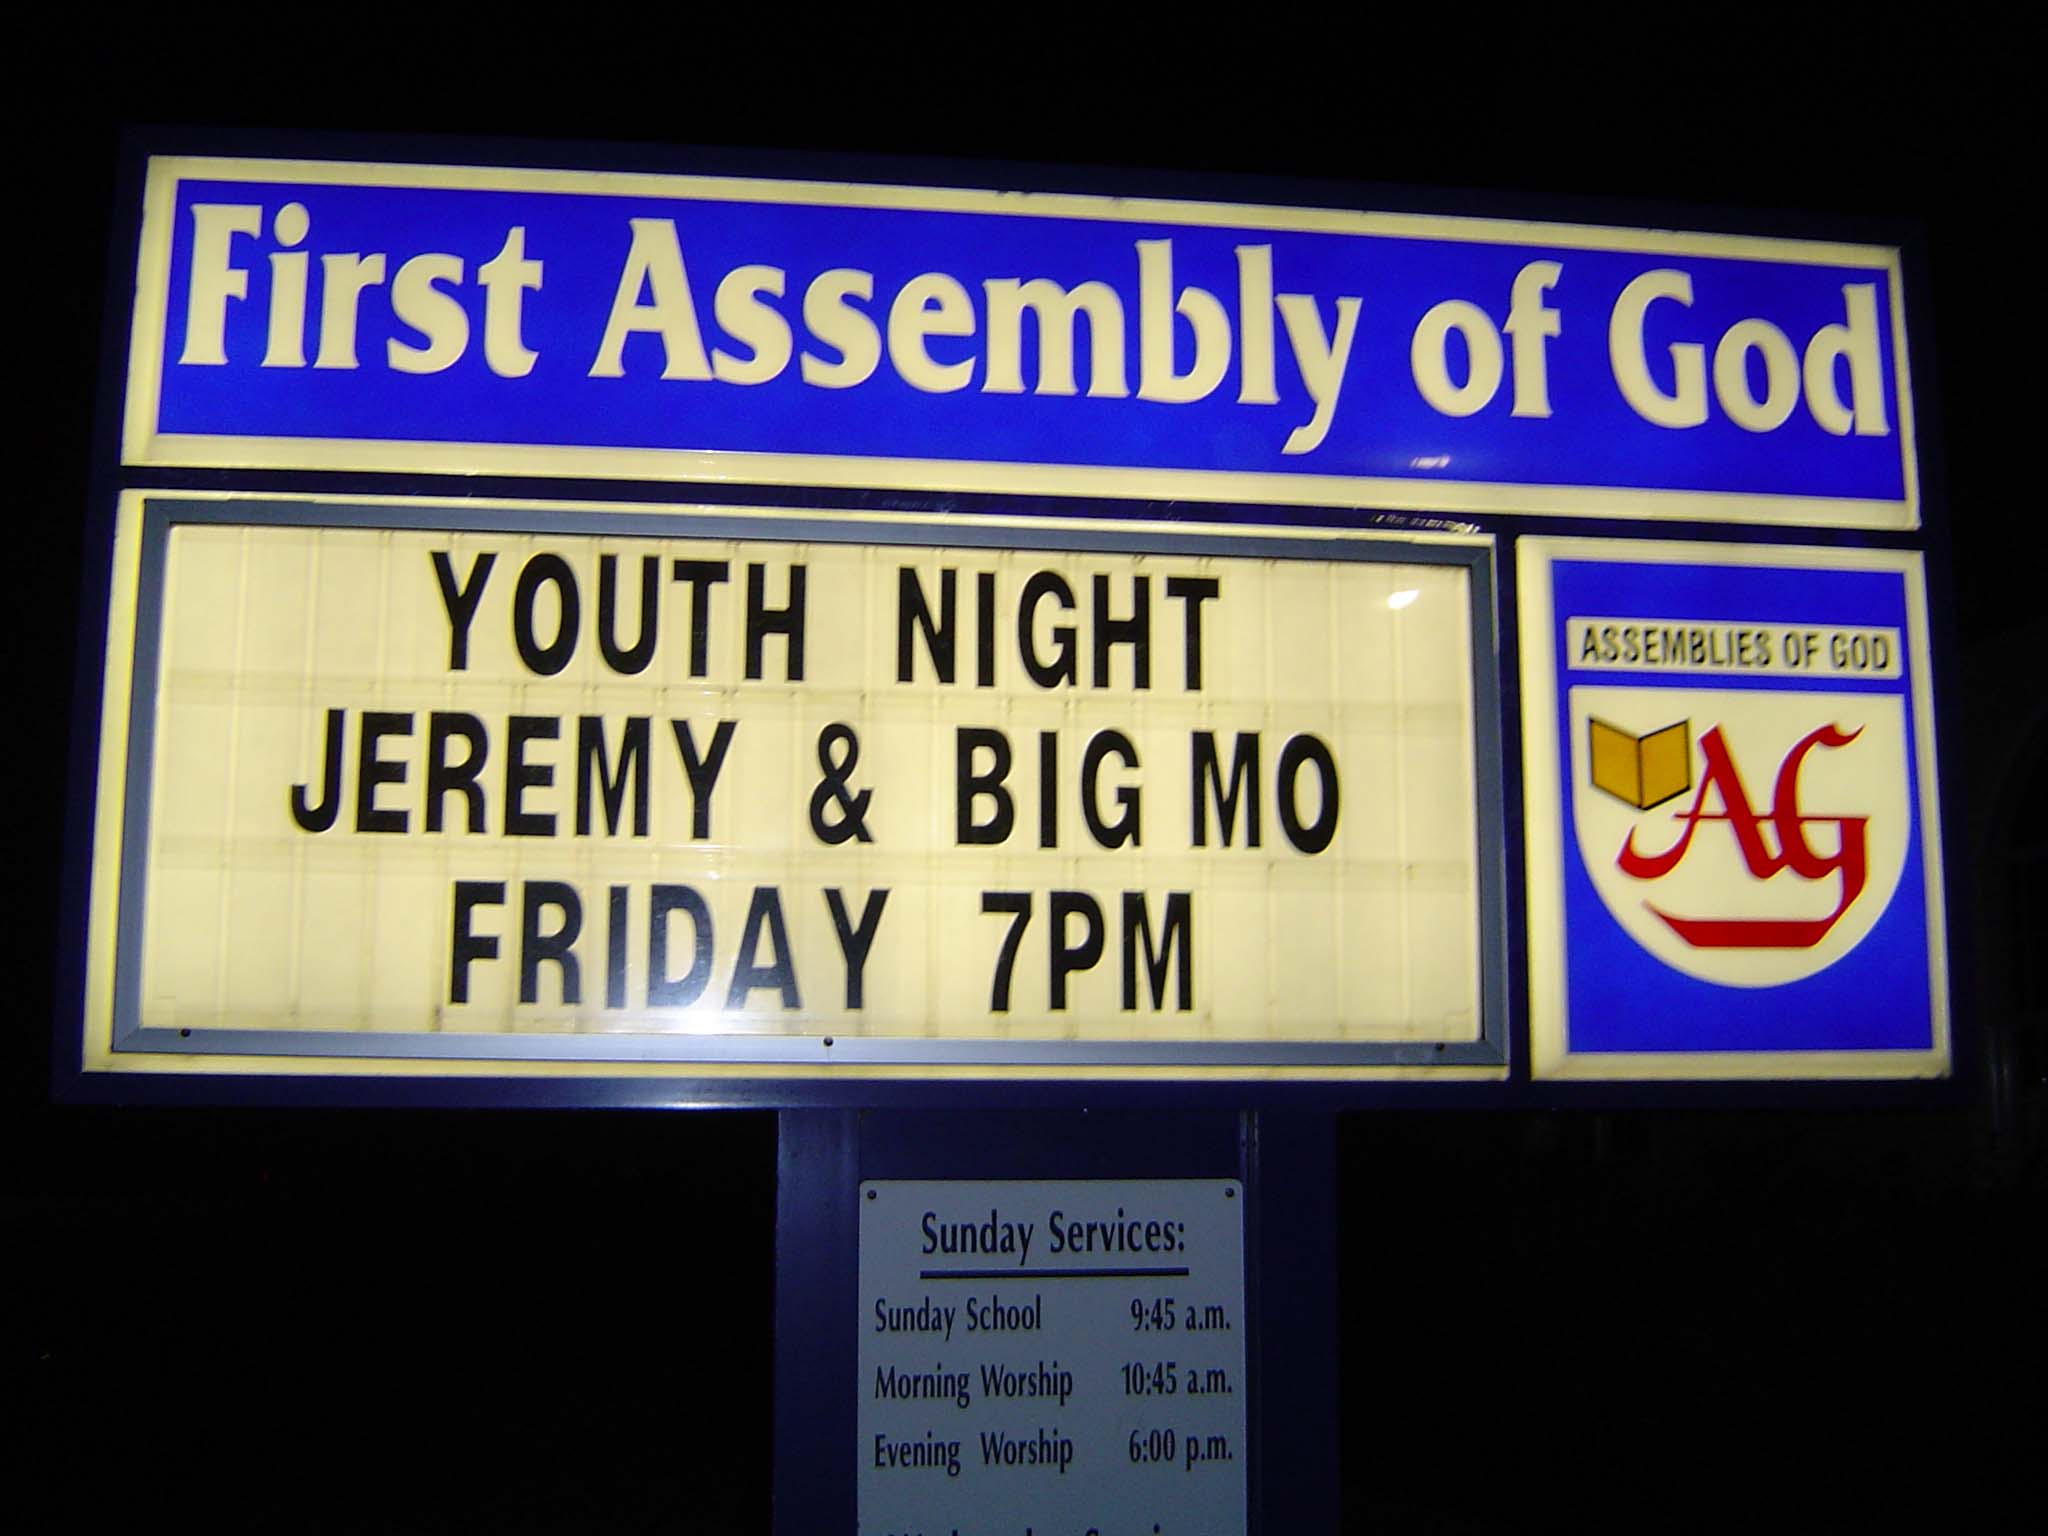 First Assembly of God
YOUTH NIGHT
JEREMY & BIG MO
FRIDAY 7PM
ASSEMBLIES OF GOD
AG
Sunday Services:
Sunday School 9:45 a.m.
Morning Worship 10:45 a.m.
Evening Worship 6:00 p.m.